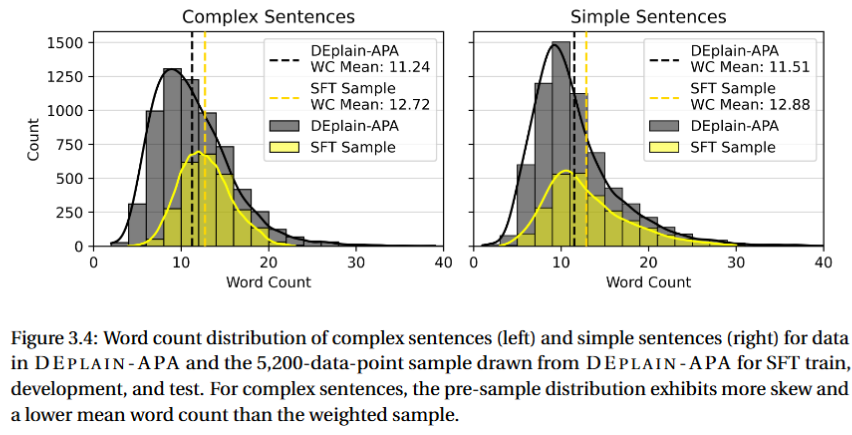 Complex Sentences
1500
1250
1000
750
500
250
0
Count
0
10
20
30
40
Word Count
DEplain-APA
WC Mean: 11.24
SFT Sample
WC Mean: 12.72
DEplain-APA
SFT Sample
Simple Sentences
0
10
20
30
40
Word Count
DEplain-APA
WC Mean: 11.51
SFT Sample
WC Mean: 12.88
DEplain-APA
SFT Sample
Figure 3.4: Word count distribution of complex sentences (left) and simple sentences (right) for data
in DEPLAIN-APA and the 5,200-data-point sample drawn from DEPLAIN-APA for SFT train,
development, and test. For complex sentences, the pre-sample distribution exhibits more skew and
a lower mean word count than the weighted sample.